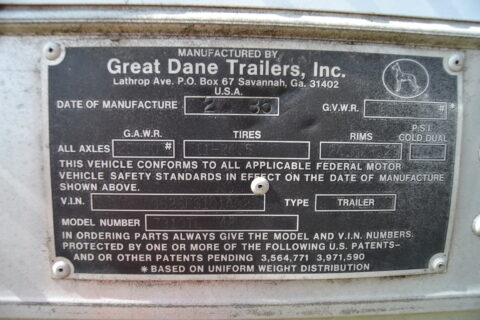 MANUFACTURED BY
Great Dane Trailers, Inc.
Lathrop Ave. P.O. Box 67 Savannah, Ga. 31402
U.S.A.
DATE OF MANUFACTURE G.V.W.R. #*
G.A.W.R. TIRES RIMS P.S.I. COLD DUAL
ALL AXLES #
THIS VEHICLE CONFORMS TO ALL APPLICABLE FEDERAL MOTOR
VEHICLE SAFETY STANDARDS IN EFFECT ON THE DATE OF MANUFACTURE
SHOWN ABOVE.
V.I.N. TYPE TRAILER
MODEL NUMBER
IN ORDERING PARTS ALWAYS GIVE THE MODEL AND V.I.N. NUMBERS.
PROTECTED BY ONE OR MORE OF THE FOLLOWING U.S. PATENTS—
AND OR OTHER PATENTS PENDING 3,564,771 3,971,590
*BASED ON UNIFORM WEIGHT DISTRIBUTION